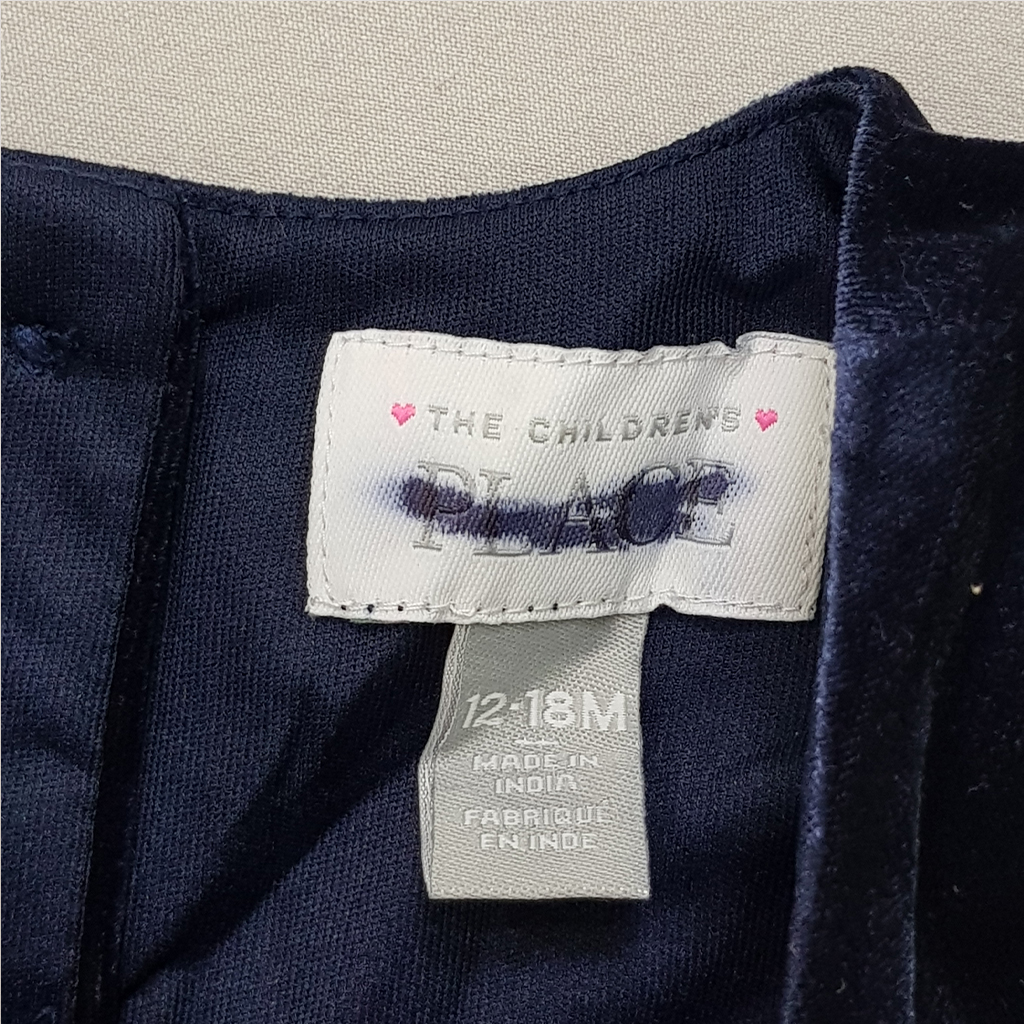 THE CHILDREN'S
PLACE
12-18M
MADE IN
INDIA
FABRIQUÉ
EN INDE